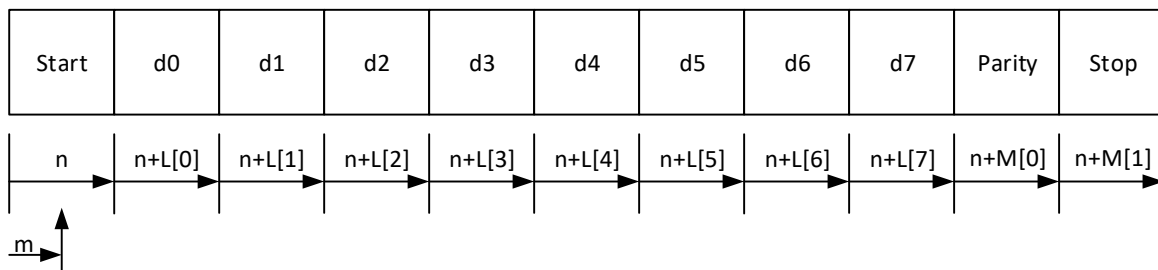 Start d0 d1 d2 d3 d4 d5 d6 d7 Parity Stop
n n+L[0] n+L[1] n+L[2] n+L[3] n+L[4] n+L[5] n+L[6] n+L[7] n+M[0] n+M[1]
m